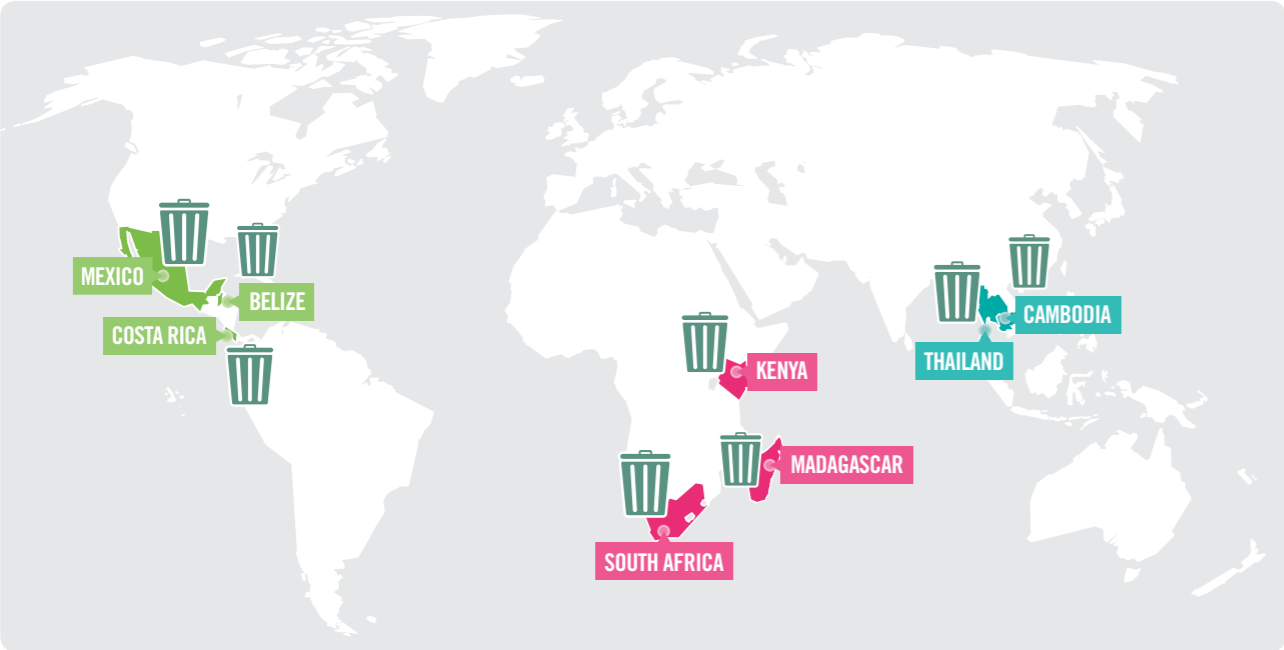 MEXICO
BELIZE
COSTA RICA
CAMBODIA
THAILAND
KENYA
MADAGASCAR
SOUTH AFRICA